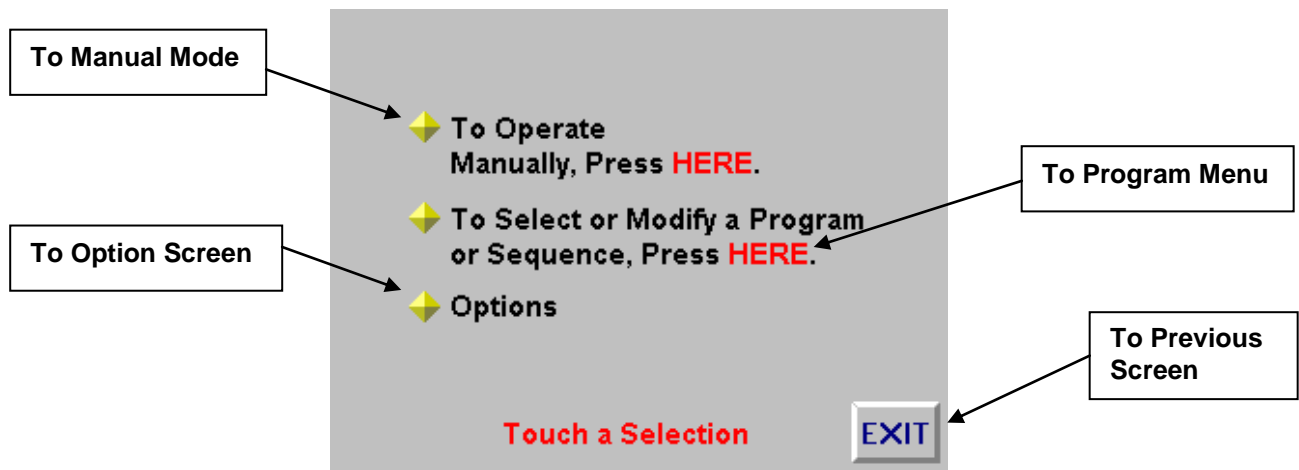 To Manual Mode
To Operate
Manually, Press HERE.
To Program Menu
To Select or Modify a Program
or Sequence, Press HERE.
To Option Screen
Options
To Previous
Screen
Touch a Selection
EXIT